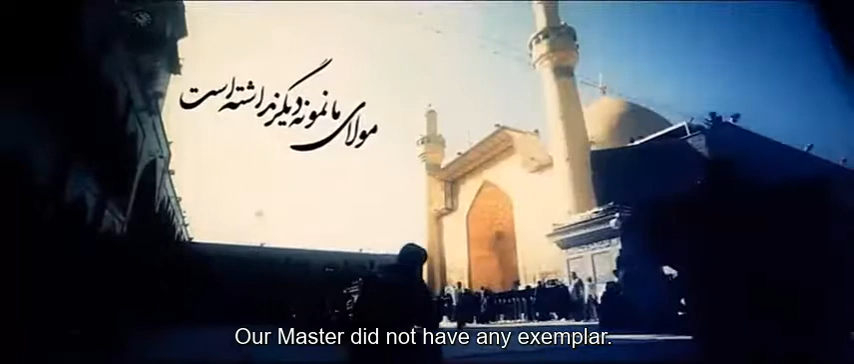 مولای ما نمونه دیگر نداشته است
Our Master did not have any exemplar.